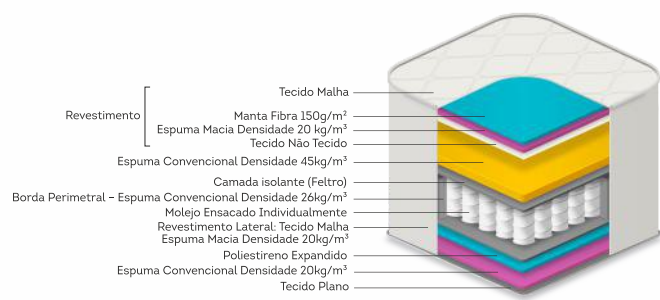 Tecido Malha
Revestimento
Manta Fibra 150g/m²
Espuma Macia Densidade 20 kg/m³
Tecido Não Tecido
Espuma Convencional Densidade 45kg/m³
Camada isolante (Feltro)
Borda Perimetral – Espuma Convencional Densidade 26kg/m³
Molejo Ensacado Individualmente
Revestimento Lateral: Tecido Malha
Espuma Macia Densidade 20kg/m³
Poliestireno Expandido
Espuma Convencional Densidade 20kg/m³
Tecido Plano